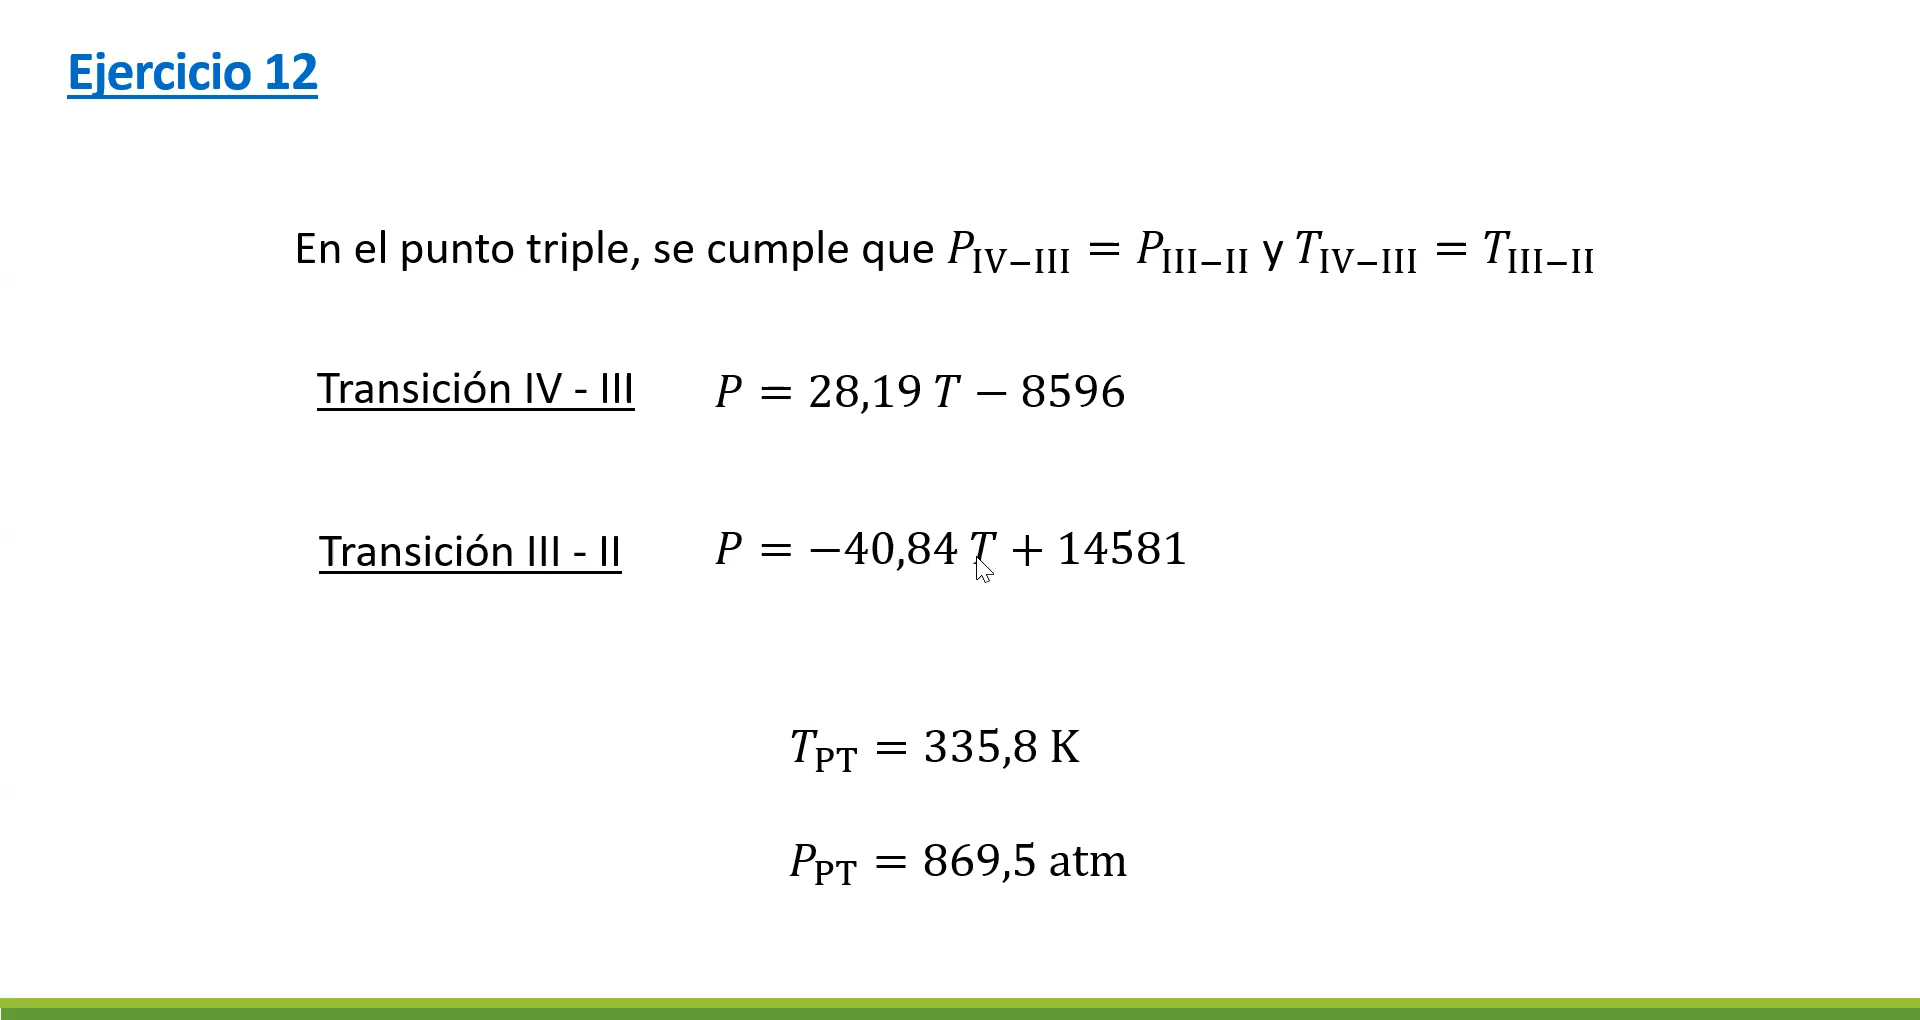 Ejercicio 12
En el punto triple, se cumple que P_IV−III = P_III−II y T_IV−III = T_III−II
Transición IV - III P = 28,19 T − 8596
Transición III - II P = −40,84 T + 14581
T_PT = 335,8 K
P_PT = 869,5 atm